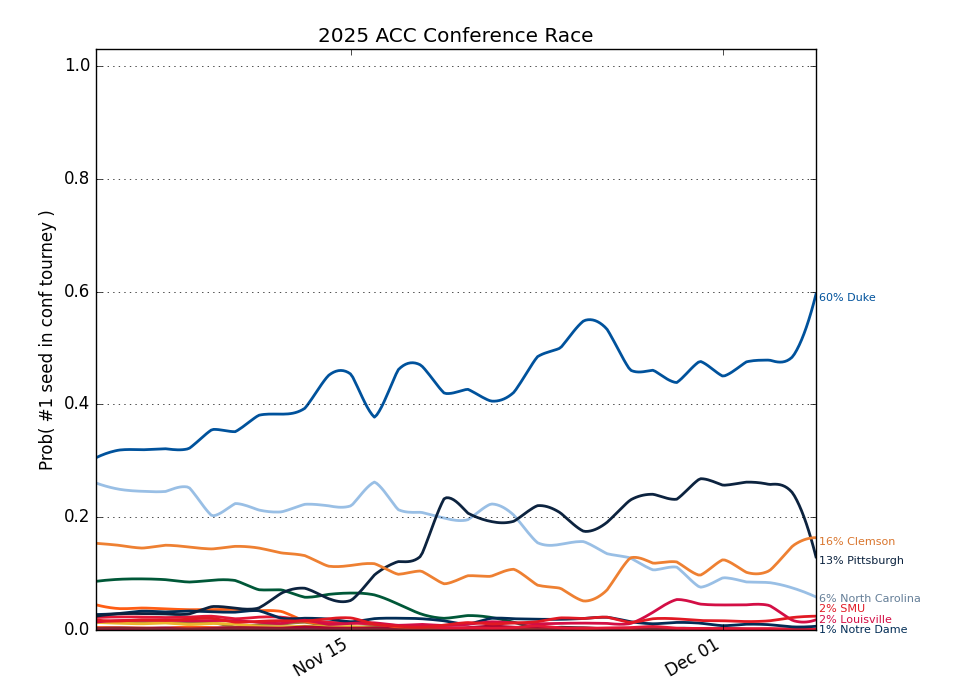 2025 ACC Conference Race
Prob( #1 seed in conf tourney )
1.0
0.8
0.6
0.4
0.2
0.0
Nov 15
Dec 01
60% Duke
16% Clemson
13% Pittsburgh
6% North Carolina
2% SMU
2% Louisville
1% Notre Dame